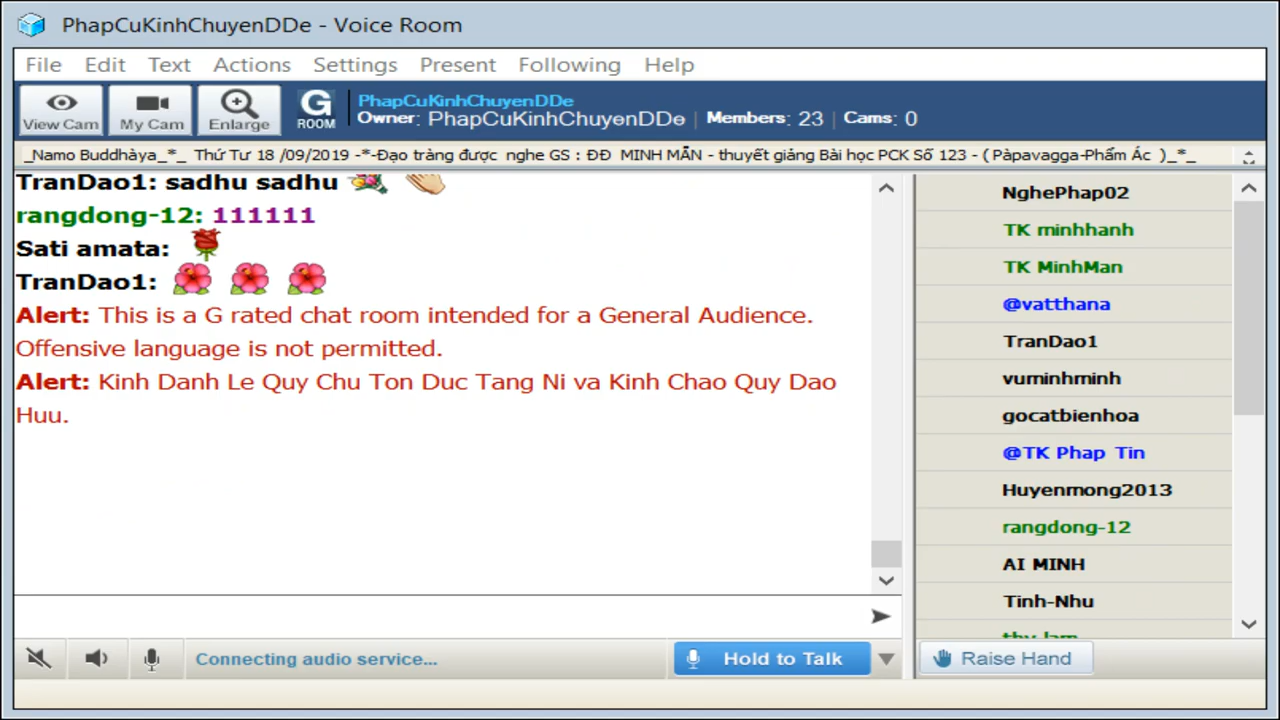 PhapCuKinhChuyenDDe - Voice Room
File Edit Text Actions Settings Present Following Help
View Cam My Cam Enlarge G ROOM
PhapCuKinhChuyenDDe
Owner: PhapCuKinhChuyenDDe | Members: 23 | Cams: 0
_Namo Buddhàya_*_ Thứ Tư 18 /09/2019 -*-Đạo tràng được nghe GS : ĐĐ MINH MẪN - thuyết giảng Bài học PCK Số 123 - ( Pàpavagga-Phẩm Ác )_*_
TranDao1: sadhu sadhu
rangdong-12: 111111
Sati amata:
TranDao1:
Alert: This is a G rated chat room intended for a General Audience.
Offensive language is not permitted.
Alert: Kinh Danh Le Quy Chu Ton Duc Tang Ni va Kinh Chao Quy Dao
Huu.
NghePhap02
TK minhhanh
TK MinhMan
@vatthana
TranDao1
vuminhminh
gocatbienhoa
@TK Phap Tin
Huyenmong2013
rangdong-12
AI MINH
Tinh-Nhu
Connecting audio service...
Hold to Talk
Raise Hand